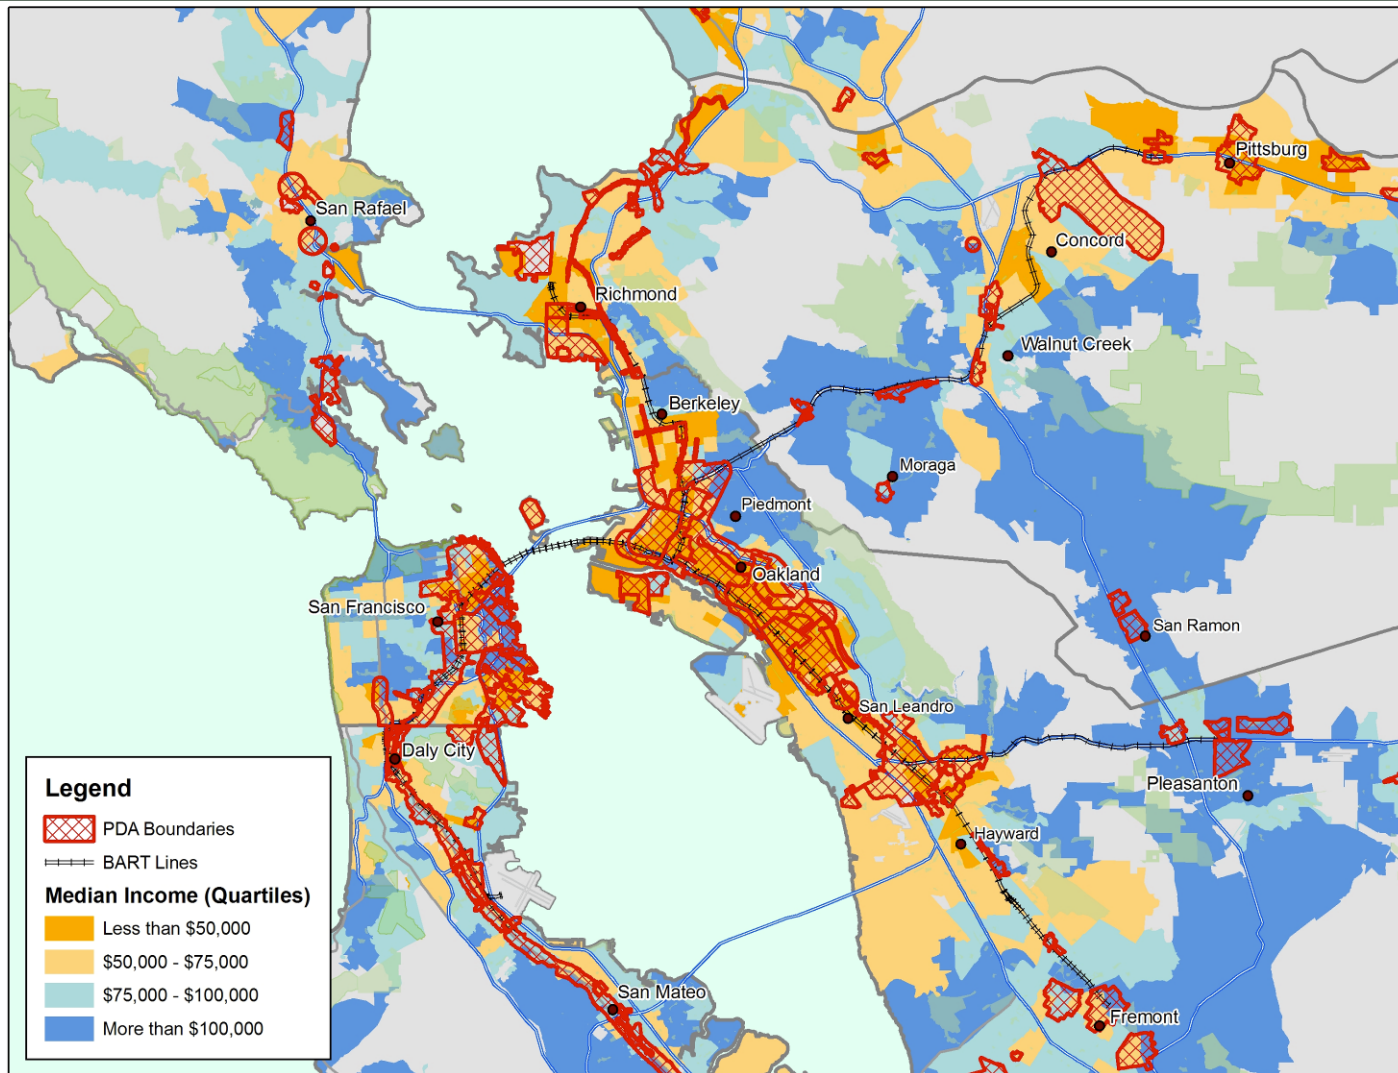 Pittsburg
San Rafael
Concord
Richmond
Walnut Creek
Berkeley
Moraga
Piedmont
Oakland
San Francisco
San Ramon
San Leandro
Daly City
Pleasanton
Hayward
San Mateo
Fremont
Legend
PDA Boundaries
BART Lines
Median Income (Quartiles)
Less than $50,000
$50,000 - $75,000
$75,000 - $100,000
More than $100,000